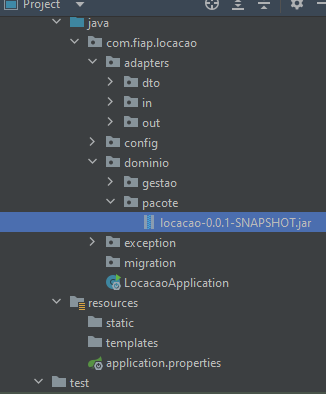 Project
java
com.fiap.locacao
adapters
dto
in
out
config
dominio
gestao
pacote
locacao-0.0.1-SNAPSHOT.jar
exception
migration
LocacaoApplication
resources
static
templates
application.properties
test